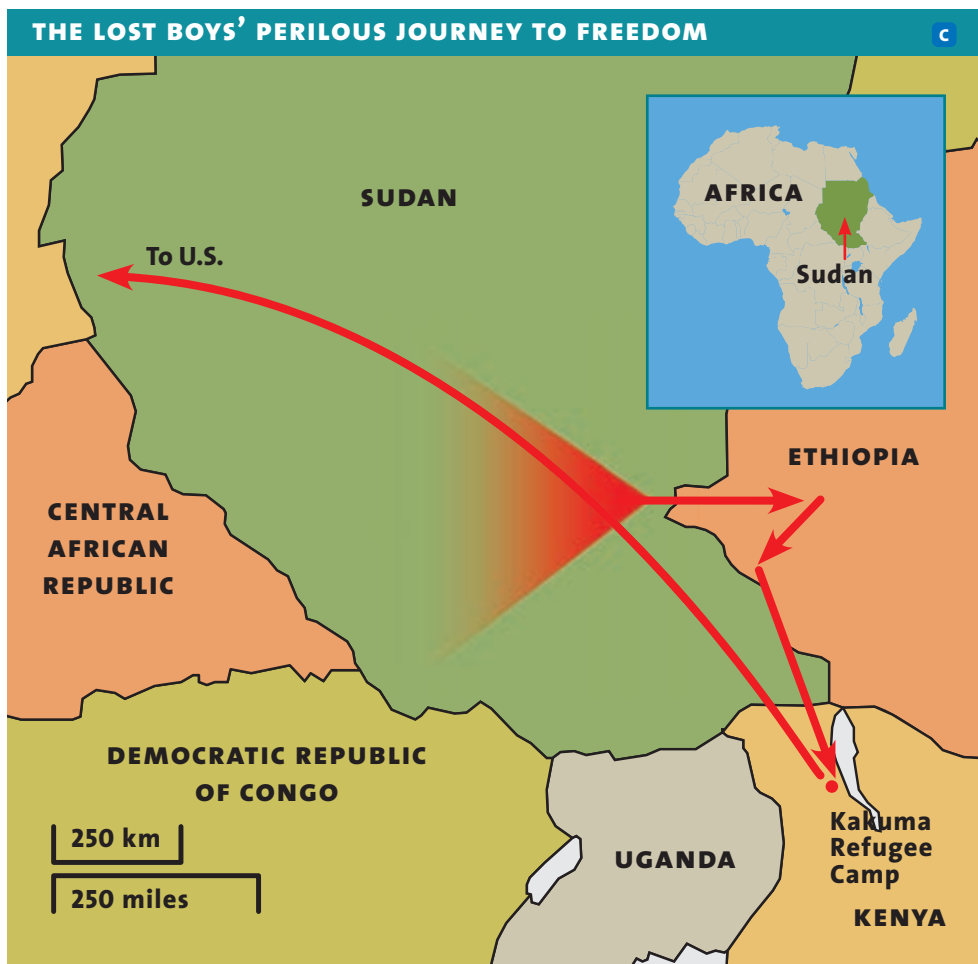 THE LOST BOYS’ PERILOUS JOURNEY TO FREEDOM
C
SUDAN
To U.S.
AFRICA
Sudan
ETHIOPIA
CENTRAL
AFRICAN
REPUBLIC
DEMOCRATIC REPUBLIC
OF CONGO
250 km
250 miles
UGANDA
Kakuma
Refugee
Camp
KENYA